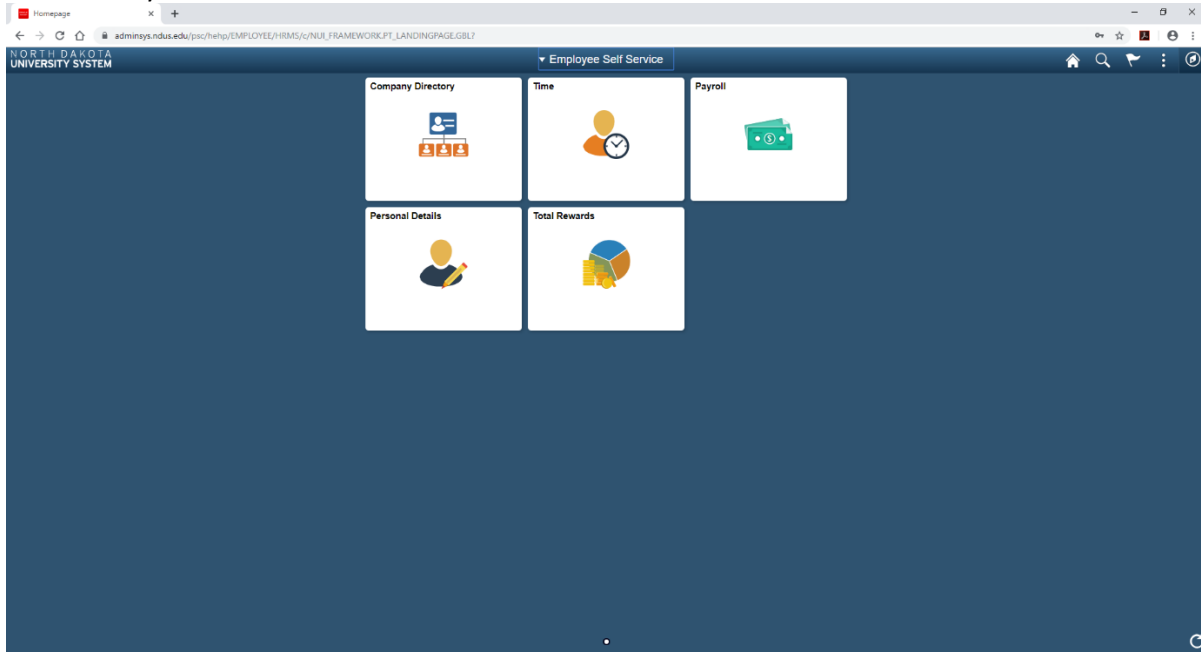 Homepage
adminsys.ndus.edu/psc/hehp/EMPLOYEE/HRMS/c/NUI_FRAMEWORK.PT_LANDINGPAGE.GBL?
NORTH DAKOTA
UNIVERSITY SYSTEM
Employee Self Service
Company Directory
Time
Payroll
Personal Details
Total Rewards